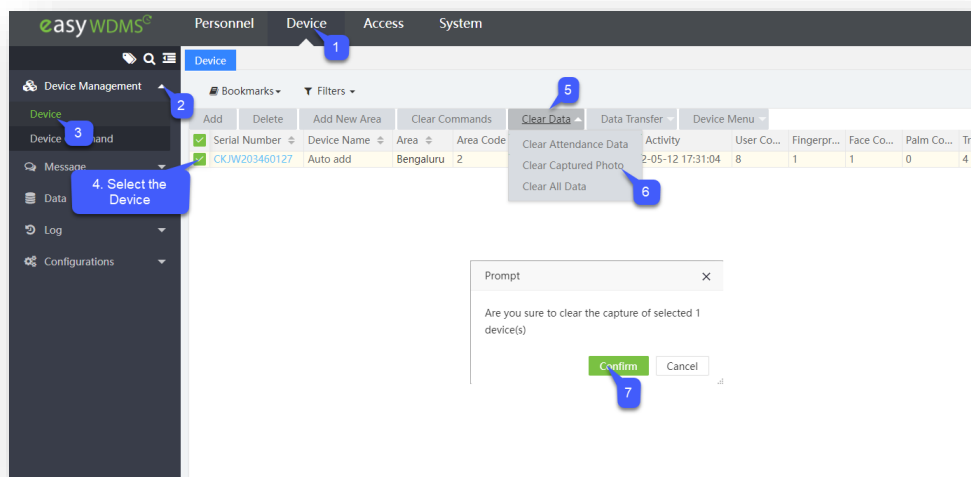 easy WDMS
Personnel Device Access System
1
Device
Device Management
2
Bookmarks Filters
5
Device
3
Add Delete Add New Area Clear Commands Clear Data Data Transfer Device Menu
Device mand
Serial Number Device Name Area Area Code Activity User Co... Fingerpr... Face Co... Palm Co... Tr
Clear Attendance Data
CKJW203460127 Auto add Bengaluru 2 2-05-12 17:31:04 8 1 1 0 4
Message
Clear Captured Photo
6
4. Select the
Device
Clear All Data
Data
Log
Configurations
Prompt
Are you sure to clear the capture of selected 1
device(s)
Confirm Cancel
7